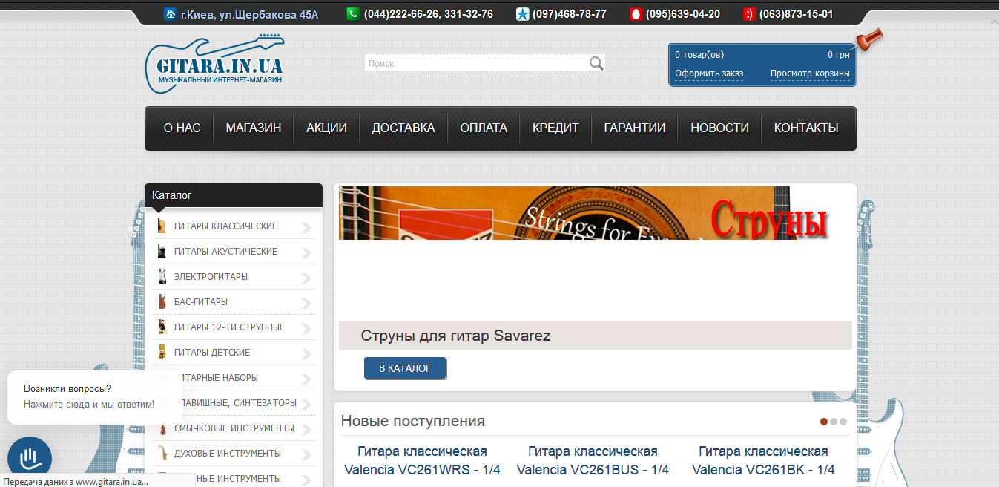 г.Киев, ул.Щербакова 45А
(044)222-66-26, 331-32-76
(097)468-78-77
(095)639-04-20
(063)873-15-01
GITARA.IN.UA
МУЗЫКАЛЬНЫЙ ИНТЕРНЕТ-МАГАЗИН
Поиск
0 товар(ов)
0 грн
Оформить заказ
Просмотр корзины
О НАС
МАГАЗИН
АКЦИИ
ДОСТАВКА
ОПЛАТА
КРЕДИТ
ГАРАНТИИ
НОВОСТИ
КОНТАКТЫ
Каталог
ГИТАРЫ КЛАССИЧЕСКИЕ
ГИТАРЫ АКУСТИЧЕСКИЕ
ЭЛЕКТРОГИТАРЫ
БАС-ГИТАРЫ
ГИТАРЫ 12-ТИ СТРУННЫЕ
ГИТАРЫ ДЕТСКИЕ
ИТАРНЫЕ НАБОРЫ
ЛАВИШНЫЕ, СИНТЕЗАТОРЫ
СМЫЧКОВЫЕ ИНСТРУМЕНТЫ
ДУХОВЫЕ ИНСТРУМЕНТЫ
НЫЕ ИНСТРУМЕНТЫ
Возникли вопросы?
Нажмите сюда и мы ответим!
Передача даних з www.gitara.in.ua...
Strings for
Струны
Струны для гитар Savarez
В КАТАЛОГ
Новые поступления
Гитара классическая
Valencia VC261WRS - 1/4
Гитара классическая
Valencia VC261BUS - 1/4
Гитара классическая
Valencia VC261BK - 1/4